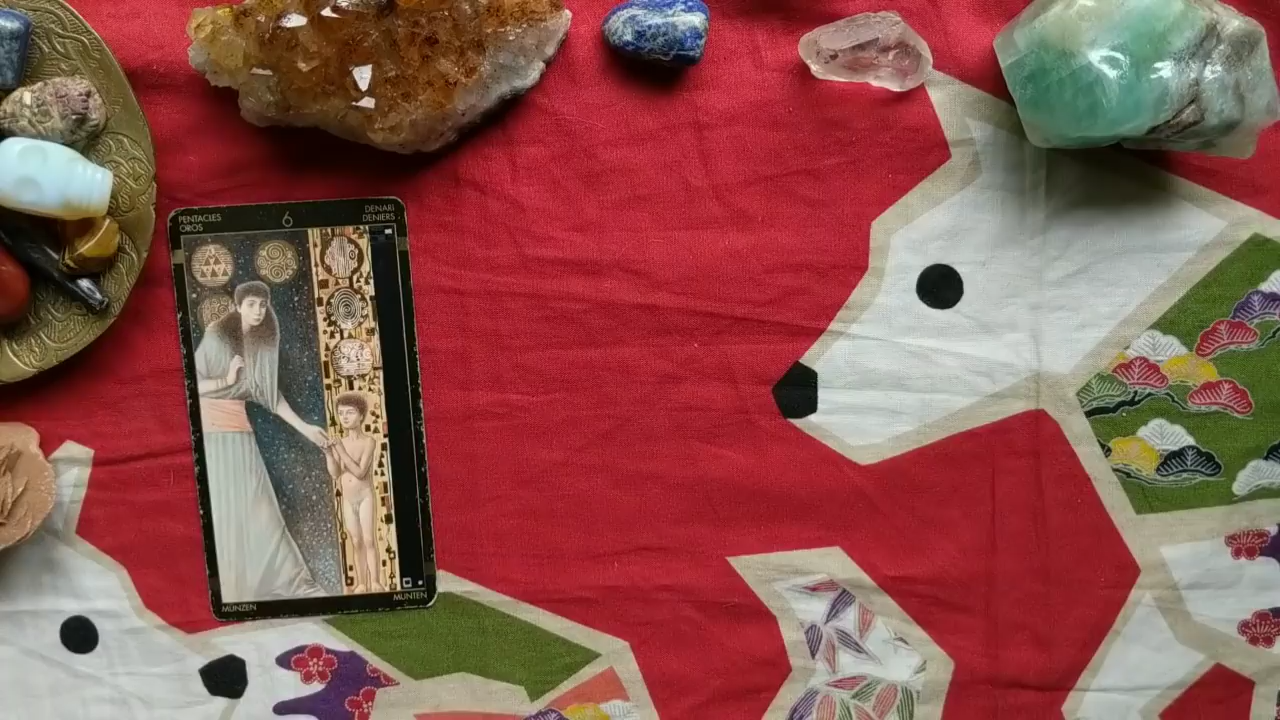 PENTACLES
OROS
6
DENARI
DENIERS
MÜNZEN
MUNTEN